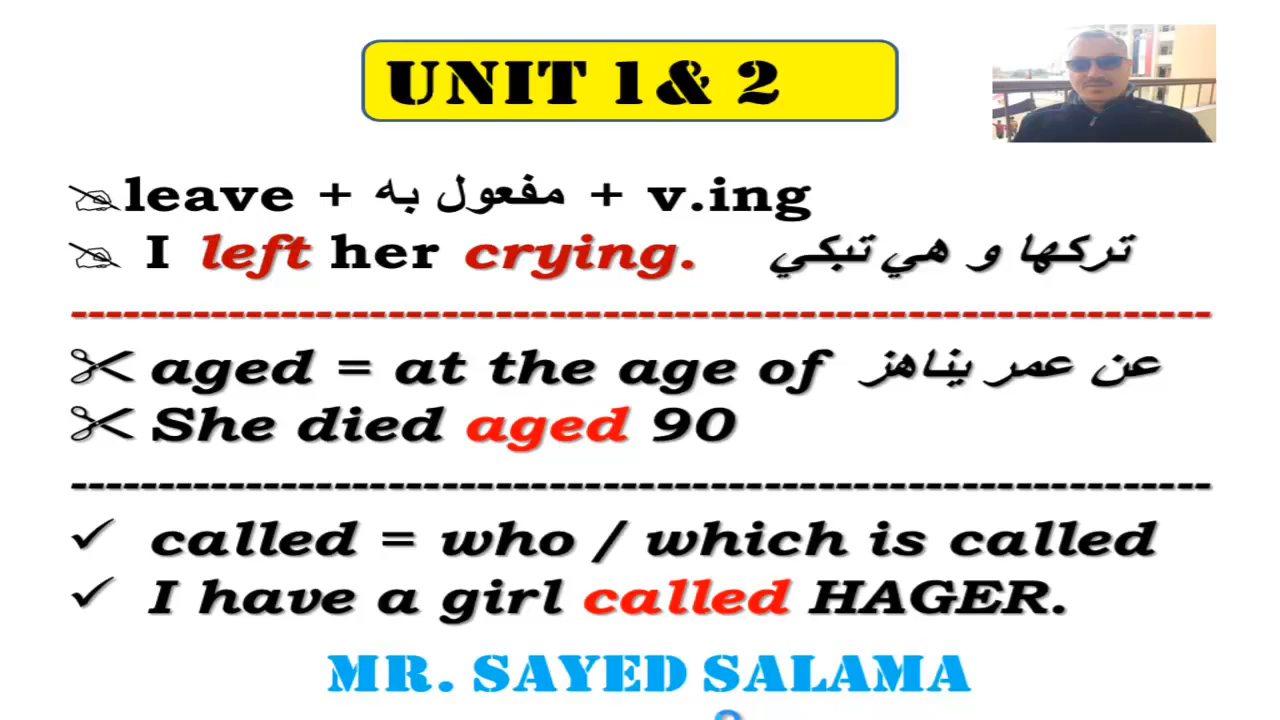 UNIT 1& 2
leave + مفعول به + v.ing
I left her crying. تركها و هي تبكي
--------------------------------------------------------------------
aged = at the age of عن عمر يناهز
She died aged 90
--------------------------------------------------------------------
called = who / which is called
I have a girl called HAGER.
MR. SAYED SALAMA